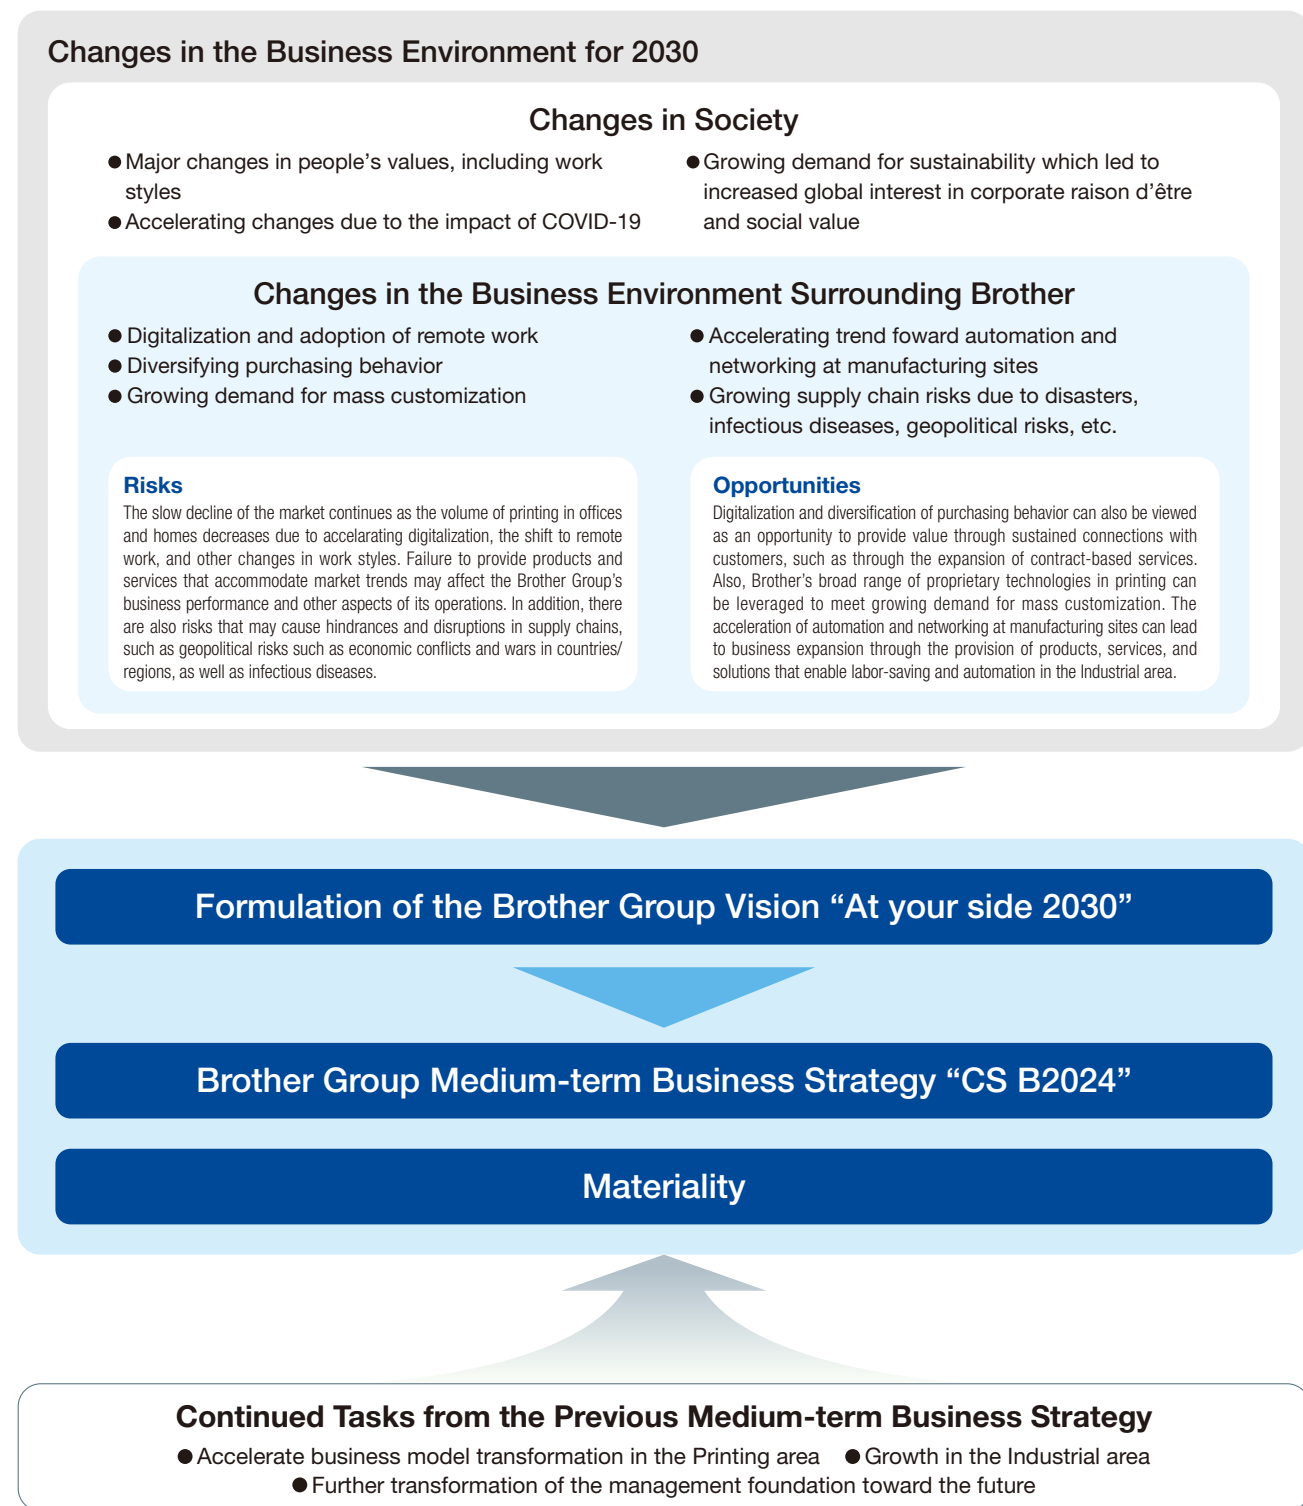 Changes in the Business Environment for 2030
Changes in Society
● Major changes in people's values, including work
styles
● Accelerating changes due to the impact of COVID-19
● Growing demand for sustainability which led to
increased global interest in corporate raison d'être
and social value
Changes in the Business Environment Surrounding Brother
● Digitalization and adoption of remote work
● Diversifying purchasing behavior
● Growing demand for mass customization
● Accelerating trend foward automation and
networking at manufacturing sites
● Growing supply chain risks due to disasters,
infectious diseases, geopolitical risks, etc.
Risks
The slow decline of the market continues as the volume of printing in offices
and homes decreases due to accelarating digitalization, the shift to remote
work, and other changes in work styles. Failure to provide products and
services that accommodate market trends may affect the Brother Group's
business performance and other aspects of its operations. In addition, there
are also risks that may cause hindrances and disruptions in supply chains,
such as geopolitical risks such as economic conflicts and wars in countries/
regions, as well as infectious diseases.
Opportunities
Digitalization and diversification of purchasing behavior can also be viewed
as an opportunity to provide value through sustained connections with
customers, such as through the expansion of contract-based services.
Also, Brother's broad range of proprietary technologies in printing can
be leveraged to meet growing demand for mass customization. The
acceleration of automation and networking at manufacturing sites can lead
to business expansion through the provision of products, services, and
solutions that enable labor-saving and automation in the Industrial area.
Formulation of the Brother Group Vision “At your side 2030”
Brother Group Medium-term Business Strategy “CS B2024”
Materiality
Continued Tasks from the Previous Medium-term Business Strategy
● Accelerate business model transformation in the Printing area ● Growth in the Industrial area
● Further transformation of the management foundation toward the future